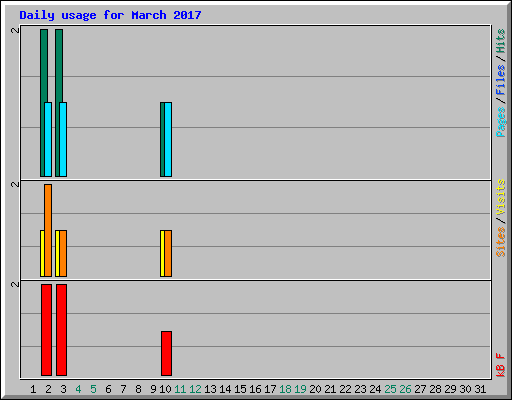 Daily usage for March 2017
2
2
2
Pages/Files/Hits
Sites/Visits
kB F
1 2 3 4 5 6 7 8 9 10 11 12 13 14 15 16 17 18 19 20 21 22 23 24 25 26 27 28 29 30 31